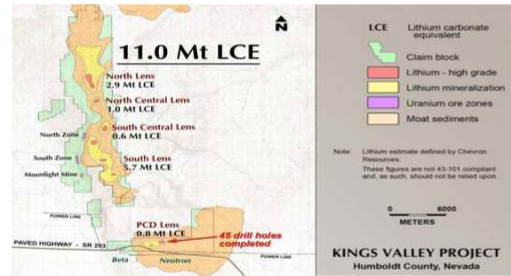 N
11.0 Mt LCE
North Lens
2.9 Mt LCE
North Central Lens
1.0 Mt LCE
South Central Lens
0.6 Mt LCE
North Zone
South Zone
South Lens
5.7 Mt LCE
Moonlight Mine
POWER LINE
PCD Lens
0.8 Mt LCE
45 drill holes
completed
PAVED HIGHWAY - SR 293
Beta
Neutron
POWER LINE
LCE
Lithium carbonate
equivalent
Claim block
Lithium - high grade
Lithium mineralization
Uranium ore zones
Moat sediments
Note:
Lithium estimate defined by Chevron
Resources.
These figures are not 43-101 compliant
and, as such, should not be relied upon.
0
6000
METERS
KINGS VALLEY PROJECT
Humboldt County, Nevada